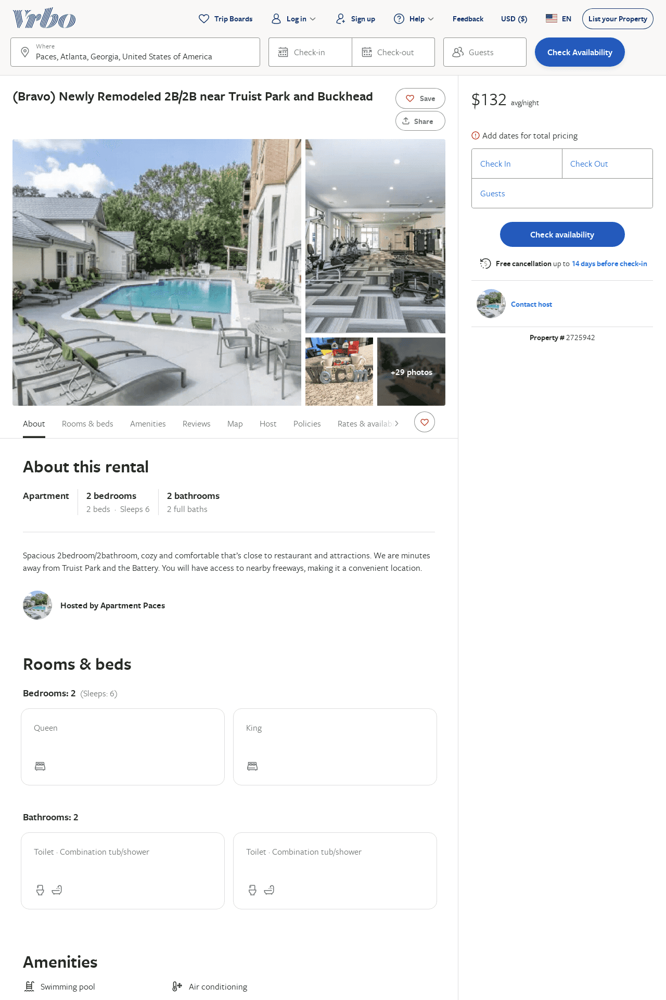 Vrbo
Trip Boards
Log in
Sign up
Help
Feedback
USD ($)
EN
List your Property
Where
Paces, Atlanta, Georgia, United States of America
Check-in
Check-out
Guests
Check Availability
(Bravo) Newly Remodeled 2B/2B near Truist Park and Buckhead
Save
Share
$132 avg/night
Add dates for total pricing
Check In
Check Out
Guests
Check availability
Free cancellation up to 14 days before check-in
Contact host
Property # 2725942
+29 photos
About
Rooms & beds
Amenities
Reviews
Map
Host
Policies
Rates & availab
About this rental
Apartment
2 bedrooms
2 beds · Sleeps 6
2 bathrooms
2 full baths
Spacious 2bedroom/2bathroom, cozy and comfortable that’s close to restaurant and attractions. We are minutes
away from Truist Park and the Battery. You will have access to nearby freeways, making it a convenient location.
Hosted by Apartment Paces
Rooms & beds
Bedrooms: 2 (Sleeps: 6)
Queen
King
Bathrooms: 2
Toilet · Combination tub/shower
Toilet · Combination tub/shower
Amenities
Swimming pool
Air conditioning